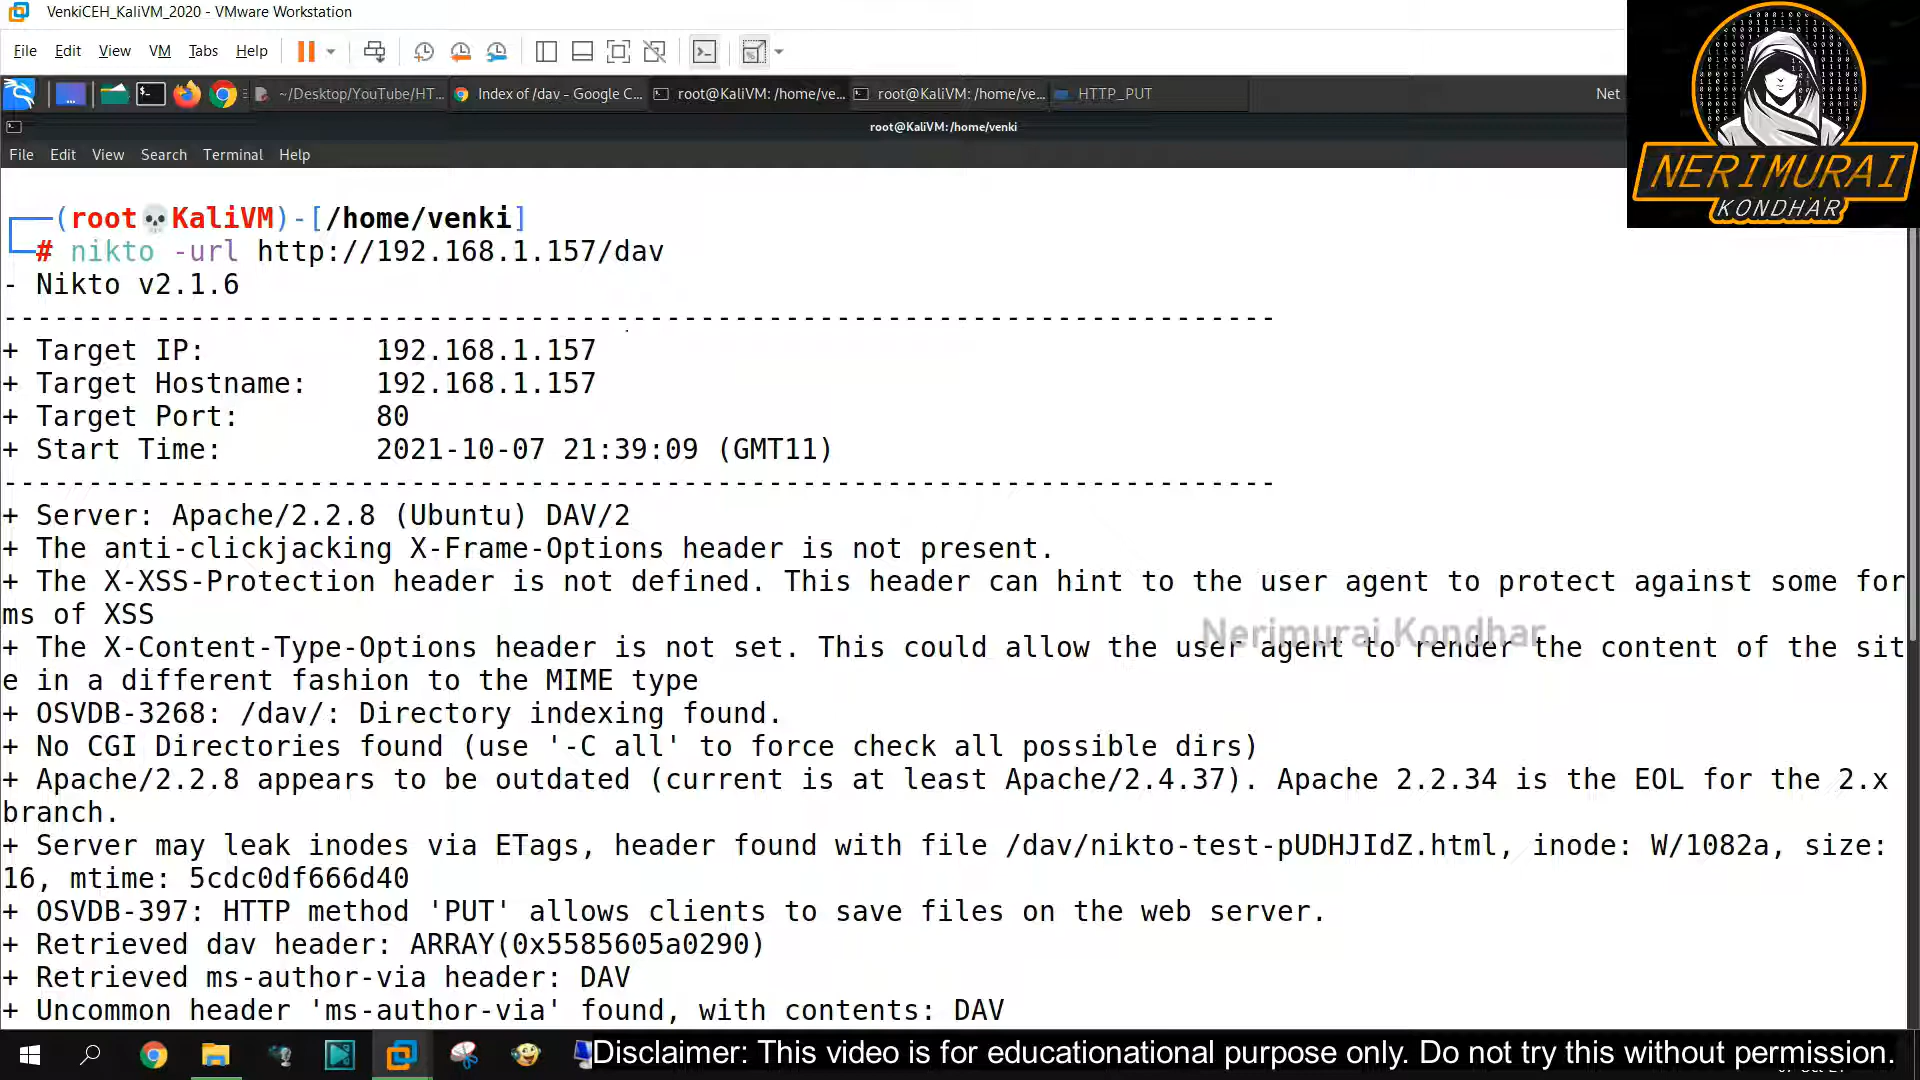 VenkiCEH_KaliVM_2020 - VMware Workstation
File Edit View VM Tabs Help
~/Desktop/YouTube/HT... Index of /dav - Google C... root@KaliVM: /home/ve... root@KaliVM: /home/ve... HTTP_PUT Net
root@KaliVM: /home/venki
File Edit View Search Terminal Help
NERIMURAI
KONDHAR
(root💀KaliVM)-[/home/venki]
# nikto -url http://192.168.1.157/dav
- Nikto v2.1.6
---------------------------------------------------------------------------
+ Target IP: 192.168.1.157
+ Target Hostname: 192.168.1.157
+ Target Port: 80
+ Start Time: 2021-10-07 21:39:09 (GMT11)
---------------------------------------------------------------------------
+ Server: Apache/2.2.8 (Ubuntu) DAV/2
+ The anti-clickjacking X-Frame-Options header is not present.
+ The X-XSS-Protection header is not defined. This header can hint to the user agent to protect against some for
ms of XSS
Nerimurai Kondhar
+ The X-Content-Type-Options header is not set. This could allow the user agent to render the content of the sit
e in a different fashion to the MIME type
+ OSVDB-3268: /dav/: Directory indexing found.
+ No CGI Directories found (use '-C all' to force check all possible dirs)
+ Apache/2.2.8 appears to be outdated (current is at least Apache/2.4.37). Apache 2.2.34 is the EOL for the 2.x
branch.
+ Server may leak inodes via ETags, header found with file /dav/nikto-test-pUDHJIdZ.html, inode: W/1082a, size:
16, mtime: 5cdc0df666d40
+ OSVDB-397: HTTP method 'PUT' allows clients to save files on the web server.
+ Retrieved dav header: ARRAY(0x5585605a0290)
+ Retrieved ms-author-via header: DAV
+ Uncommon header 'ms-author-via' found, with contents: DAV
Disclaimer: This video is for educationational purpose only. Do not try this without permission.